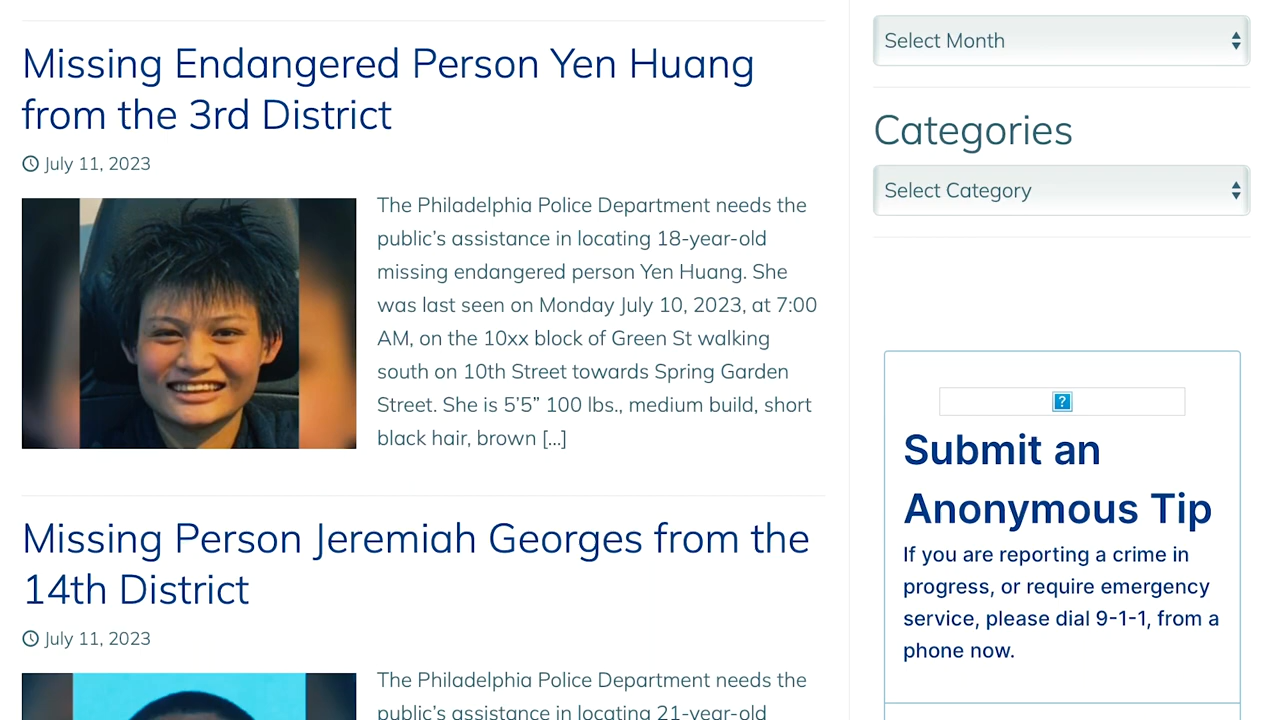 Missing Endangered Person Yen Huang
from the 3rd District
July 11, 2023
The Philadelphia Police Department needs the
public’s assistance in locating 18-year-old
missing endangered person Yen Huang. She
was last seen on Monday July 10, 2023, at 7:00
AM, on the 10xx block of Green St walking
south on 10th Street towards Spring Garden
Street. She is 5’5” 100 lbs., medium build, short
black hair, brown [...]
Missing Person Jeremiah Georges from the
14th District
July 11, 2023
The Philadelphia Police Department needs the
public’s assistance in locating 21-year-old
Select Month
Categories
Select Category
?
Submit an
Anonymous Tip
If you are reporting a crime in
progress, or require emergency
service, please dial 9-1-1, from a
phone now.